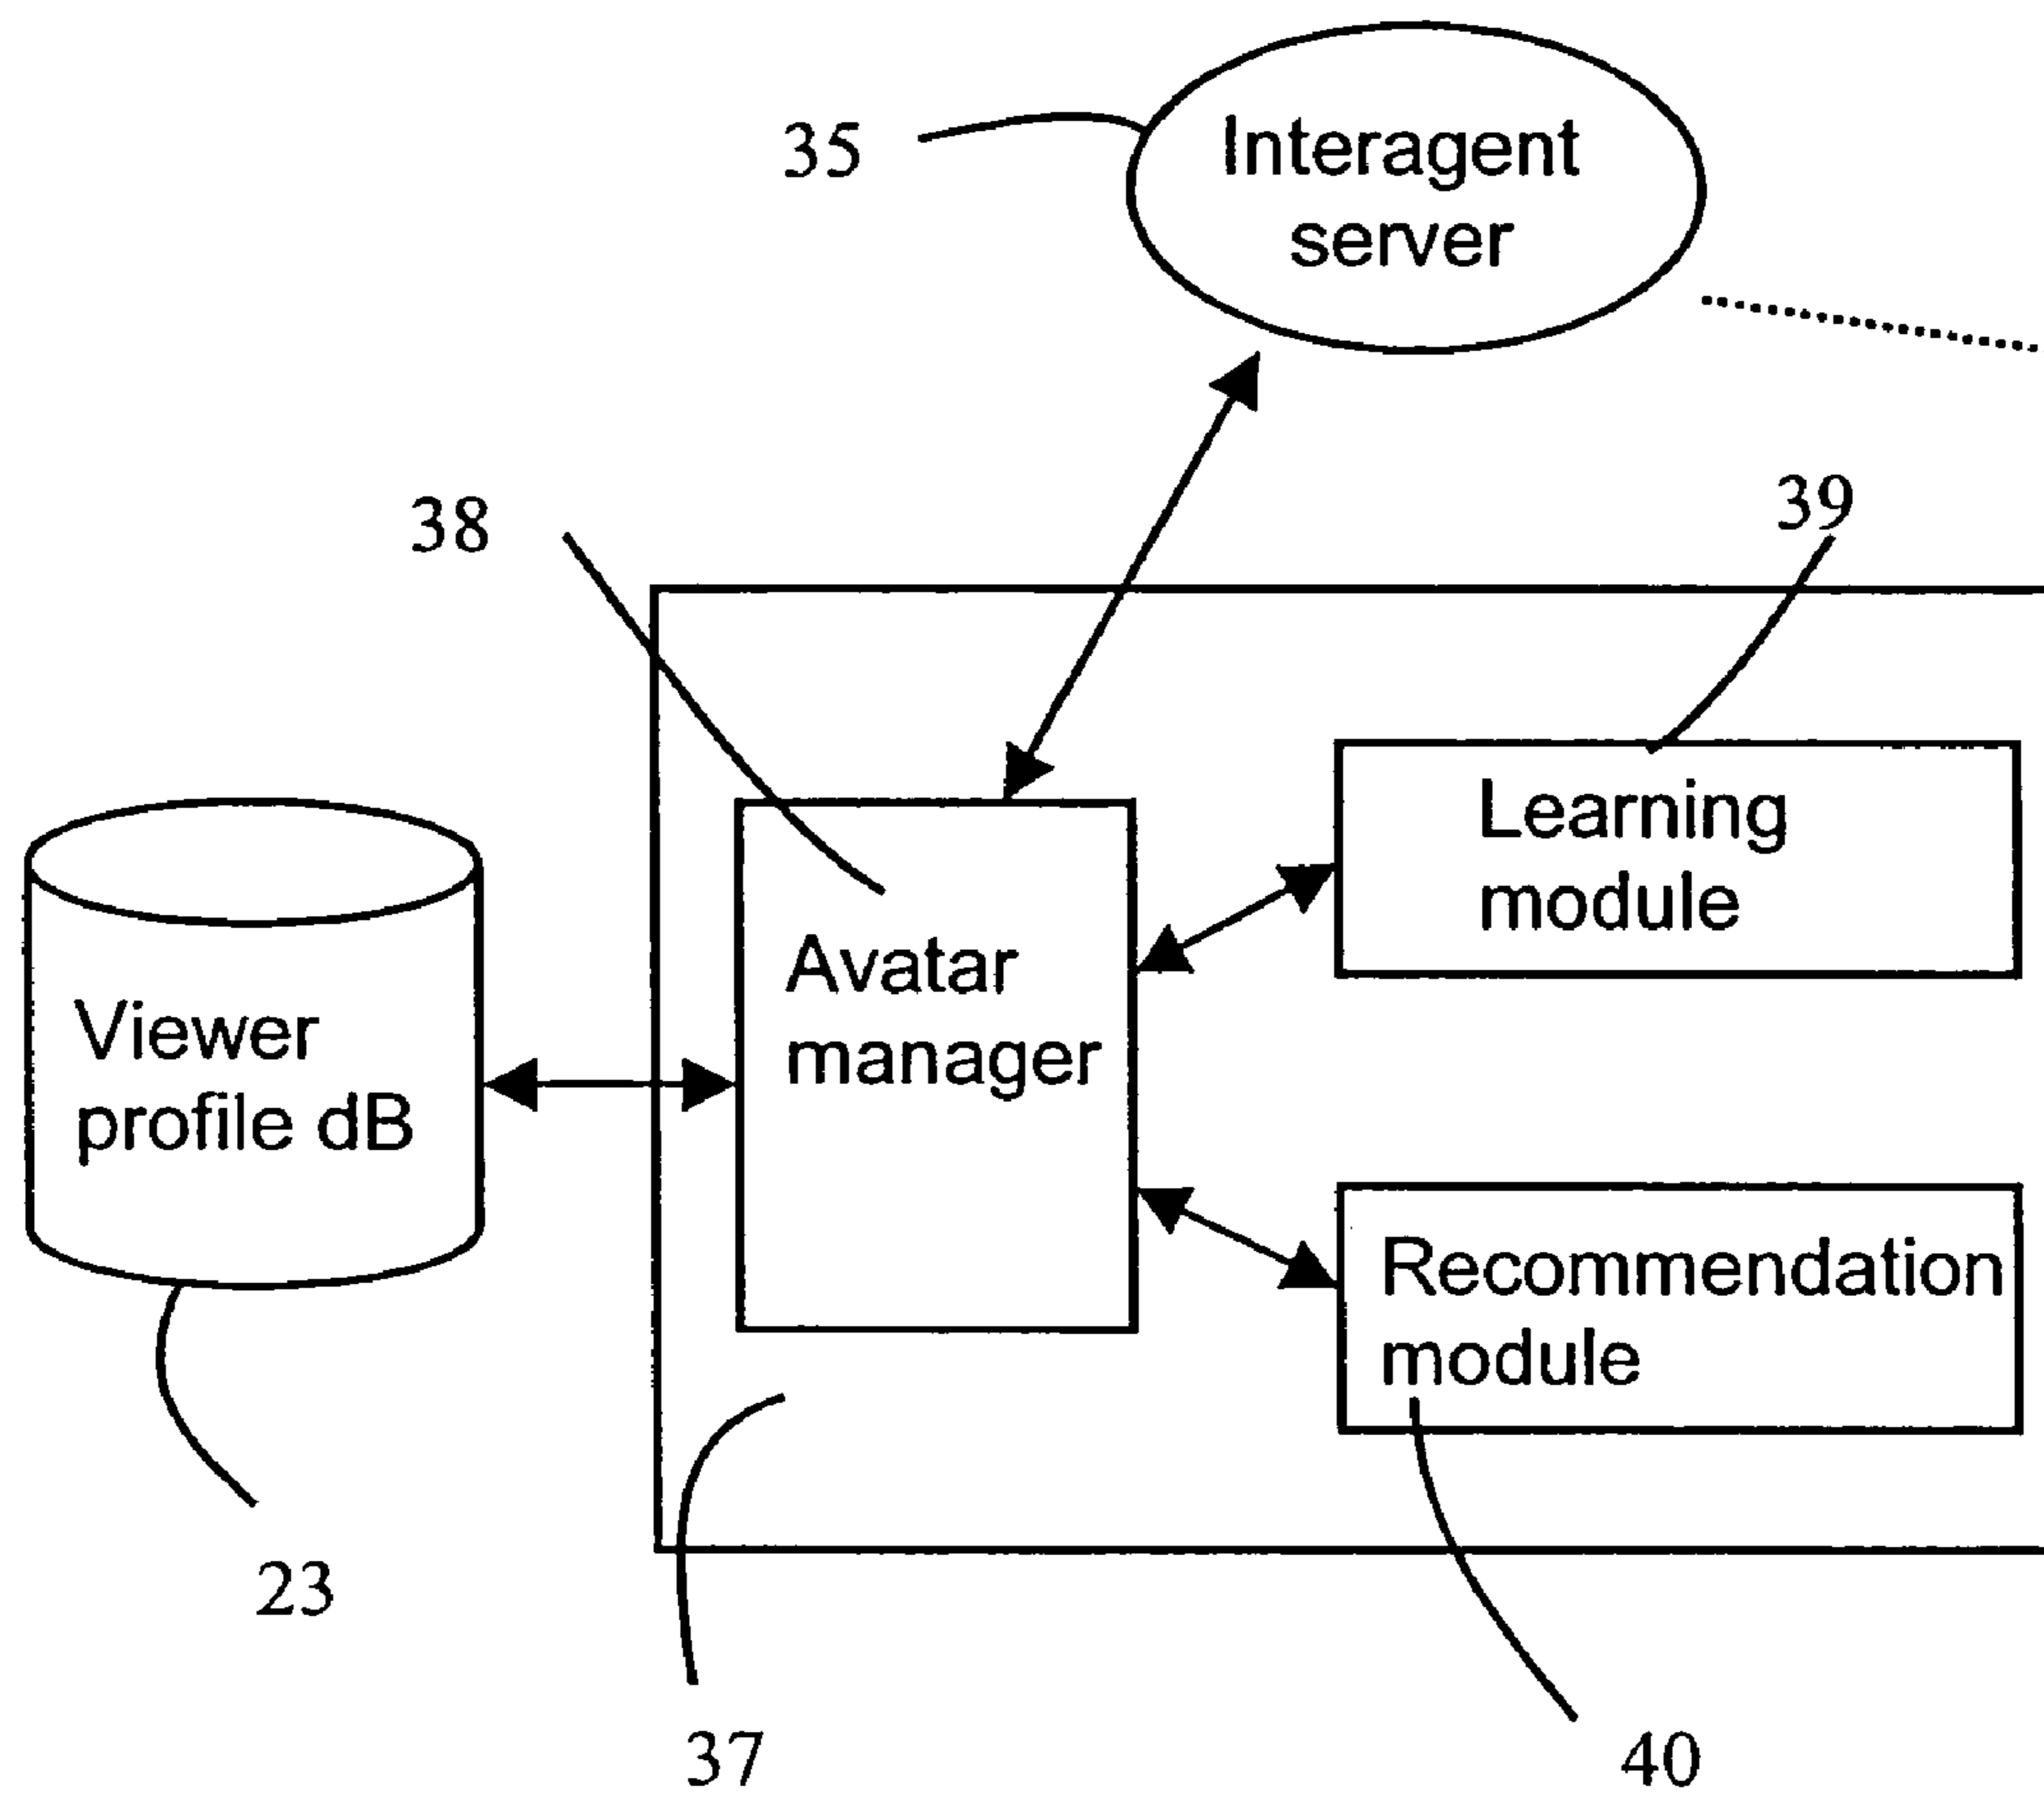 35
Interagent
server
38
39
Learning
module
Avatar
manager
Viewer
profile dB
Recommendation
module
23
37
40